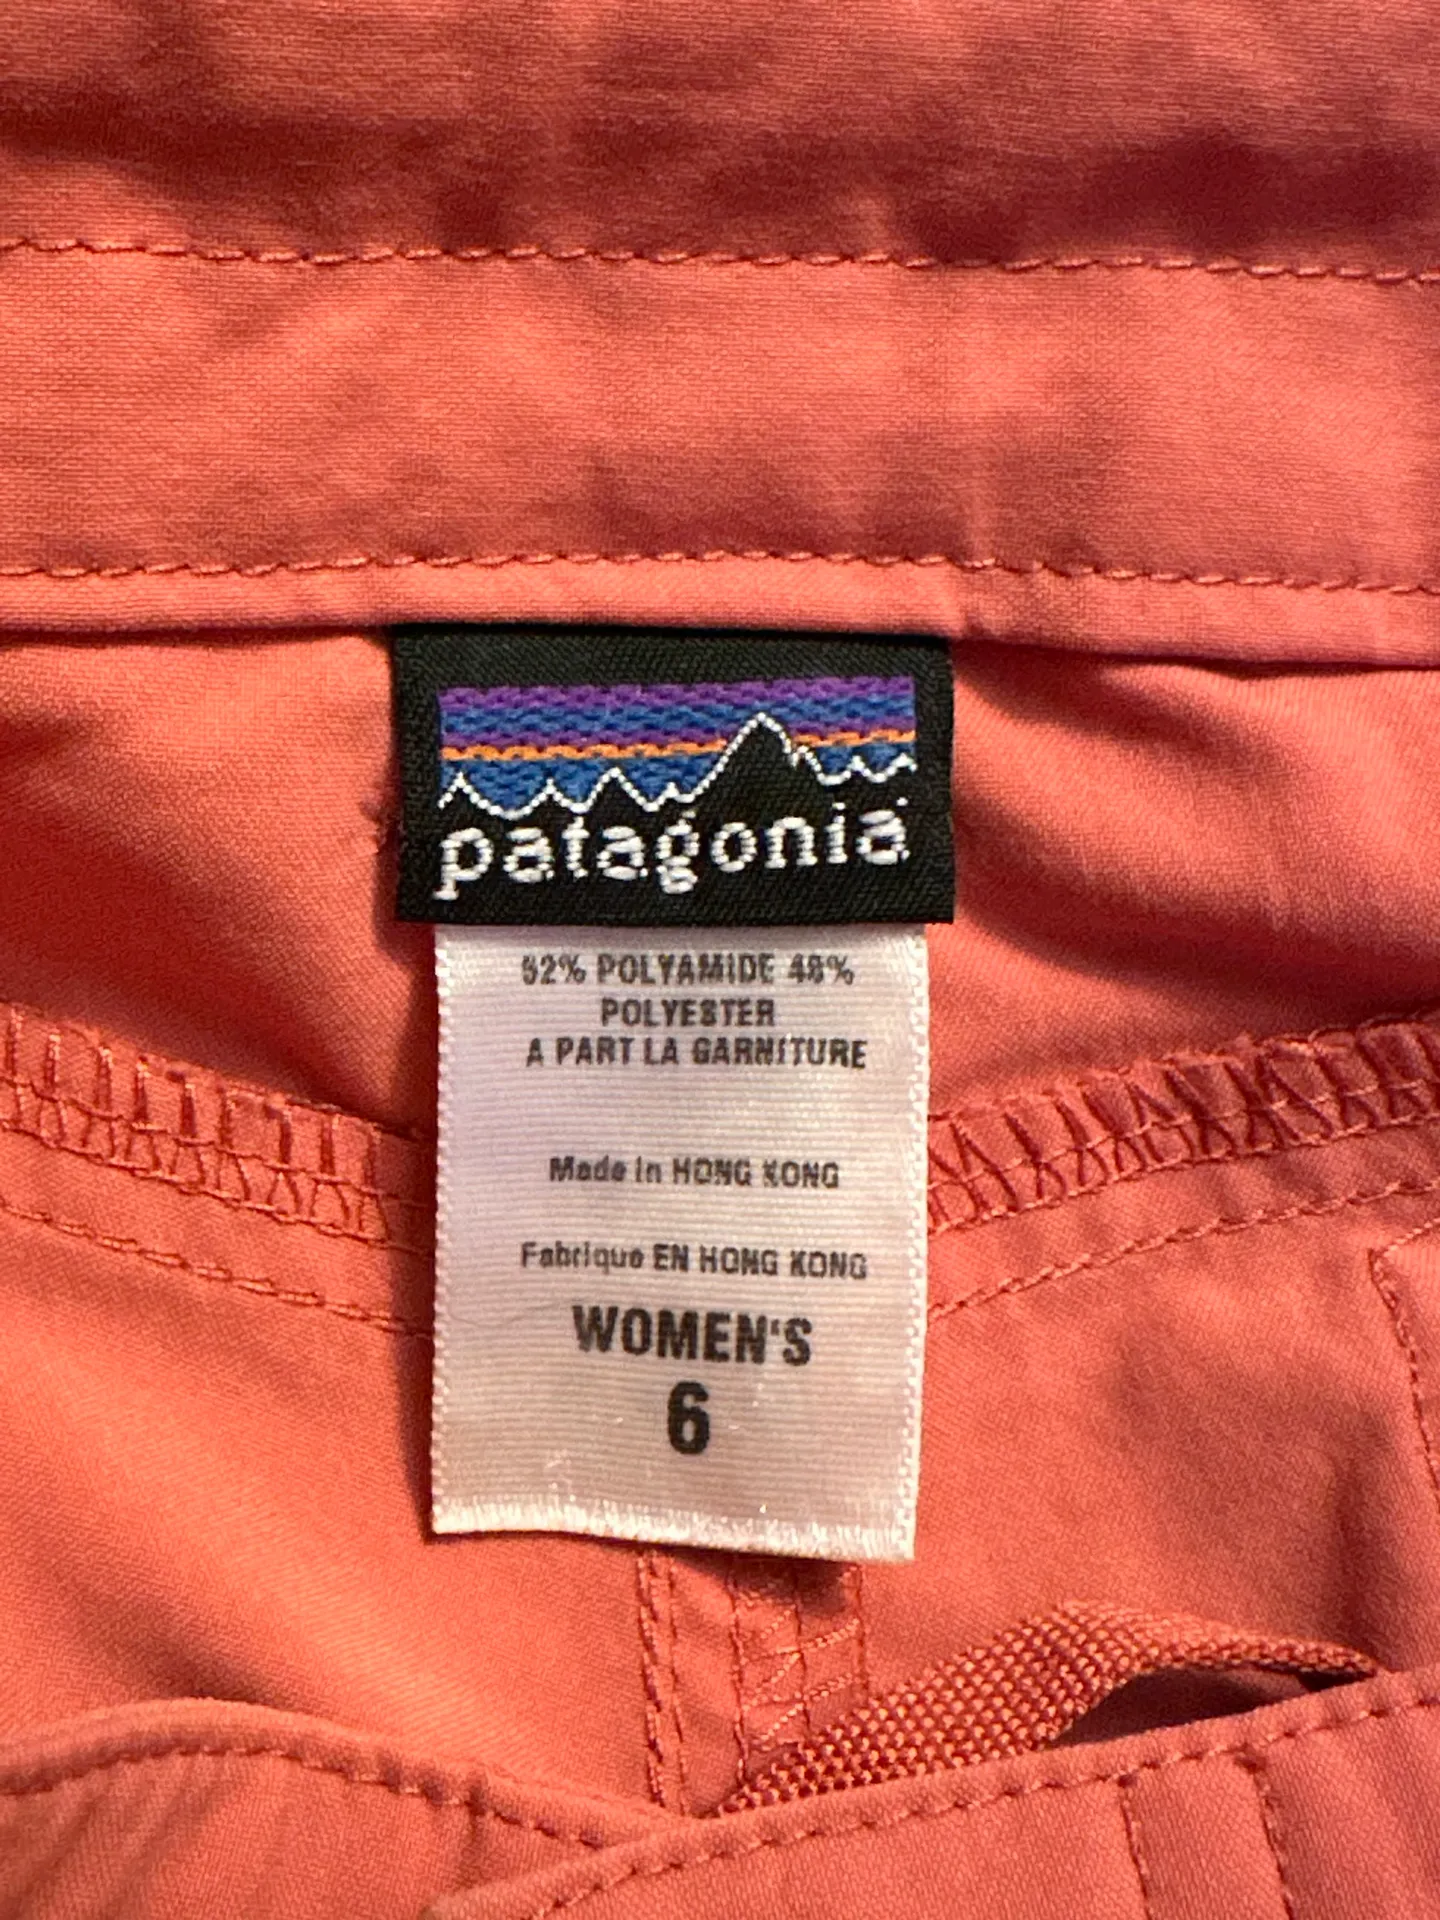 patagonia
52% POLYAMIDE 48%
POLYESTER
A PART LA GARNITURE
Made in HONG KONG
Fabrique EN HONG KONG
WOMEN'S
6